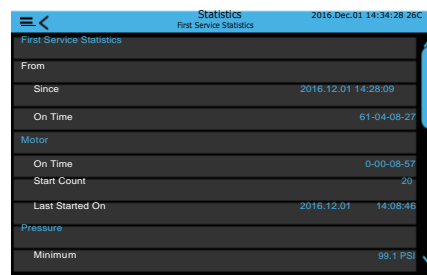 Statistics
First Service Statistics
2016.Dec.01 14:34:28 26C
First Service Statistics
From
Since 2016.12.01 14:28:09
On Time 61-04-08-27
Motor
On Time 0-00-08-57
Start Count 20
Last Started On 2016.12.01 14:08:46
Pressure
Minimum 99.1 PSI